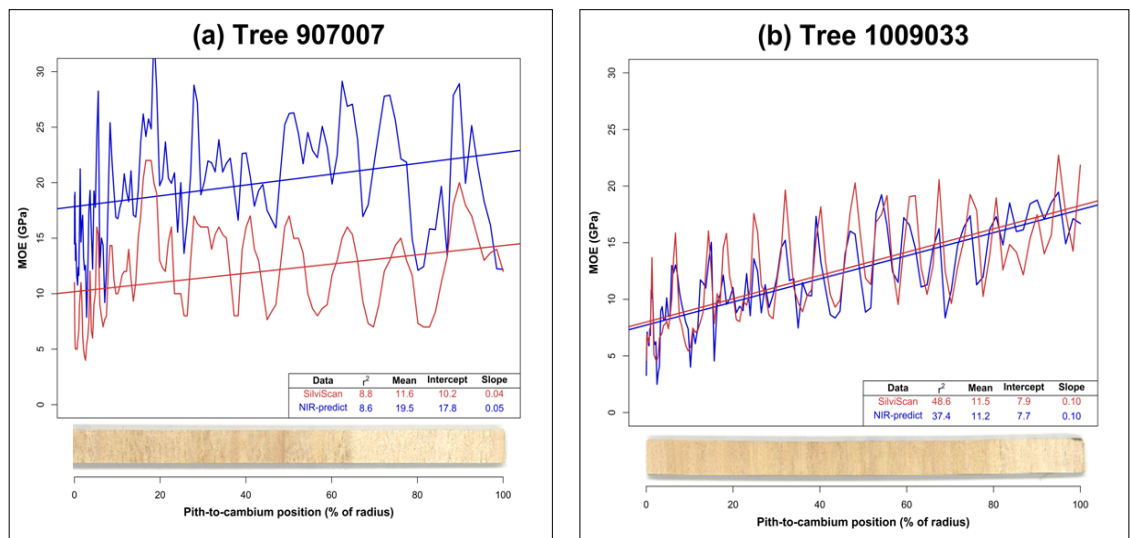 (a) Tree 907007
MOE (GPa)
30
25
20
15
10
5
0
Data r² Mean Intercept Slope
SilviScan 8.8 11.6 10.2 0.04
NIR-predict 8.6 19.5 17.8 0.05
0 20 40 60 80 100
Pith-to-cambium position (% of radius)
(b) Tree 1009033
MOE (GPa)
30
25
20
15
10
5
0
Data r² Mean Intercept Slope
SilviScan 48.6 11.5 7.9 0.10
NIR-predict 37.4 11.2 7.7 0.10
0 20 40 60 80 100
Pith-to-cambium position (% of radius)